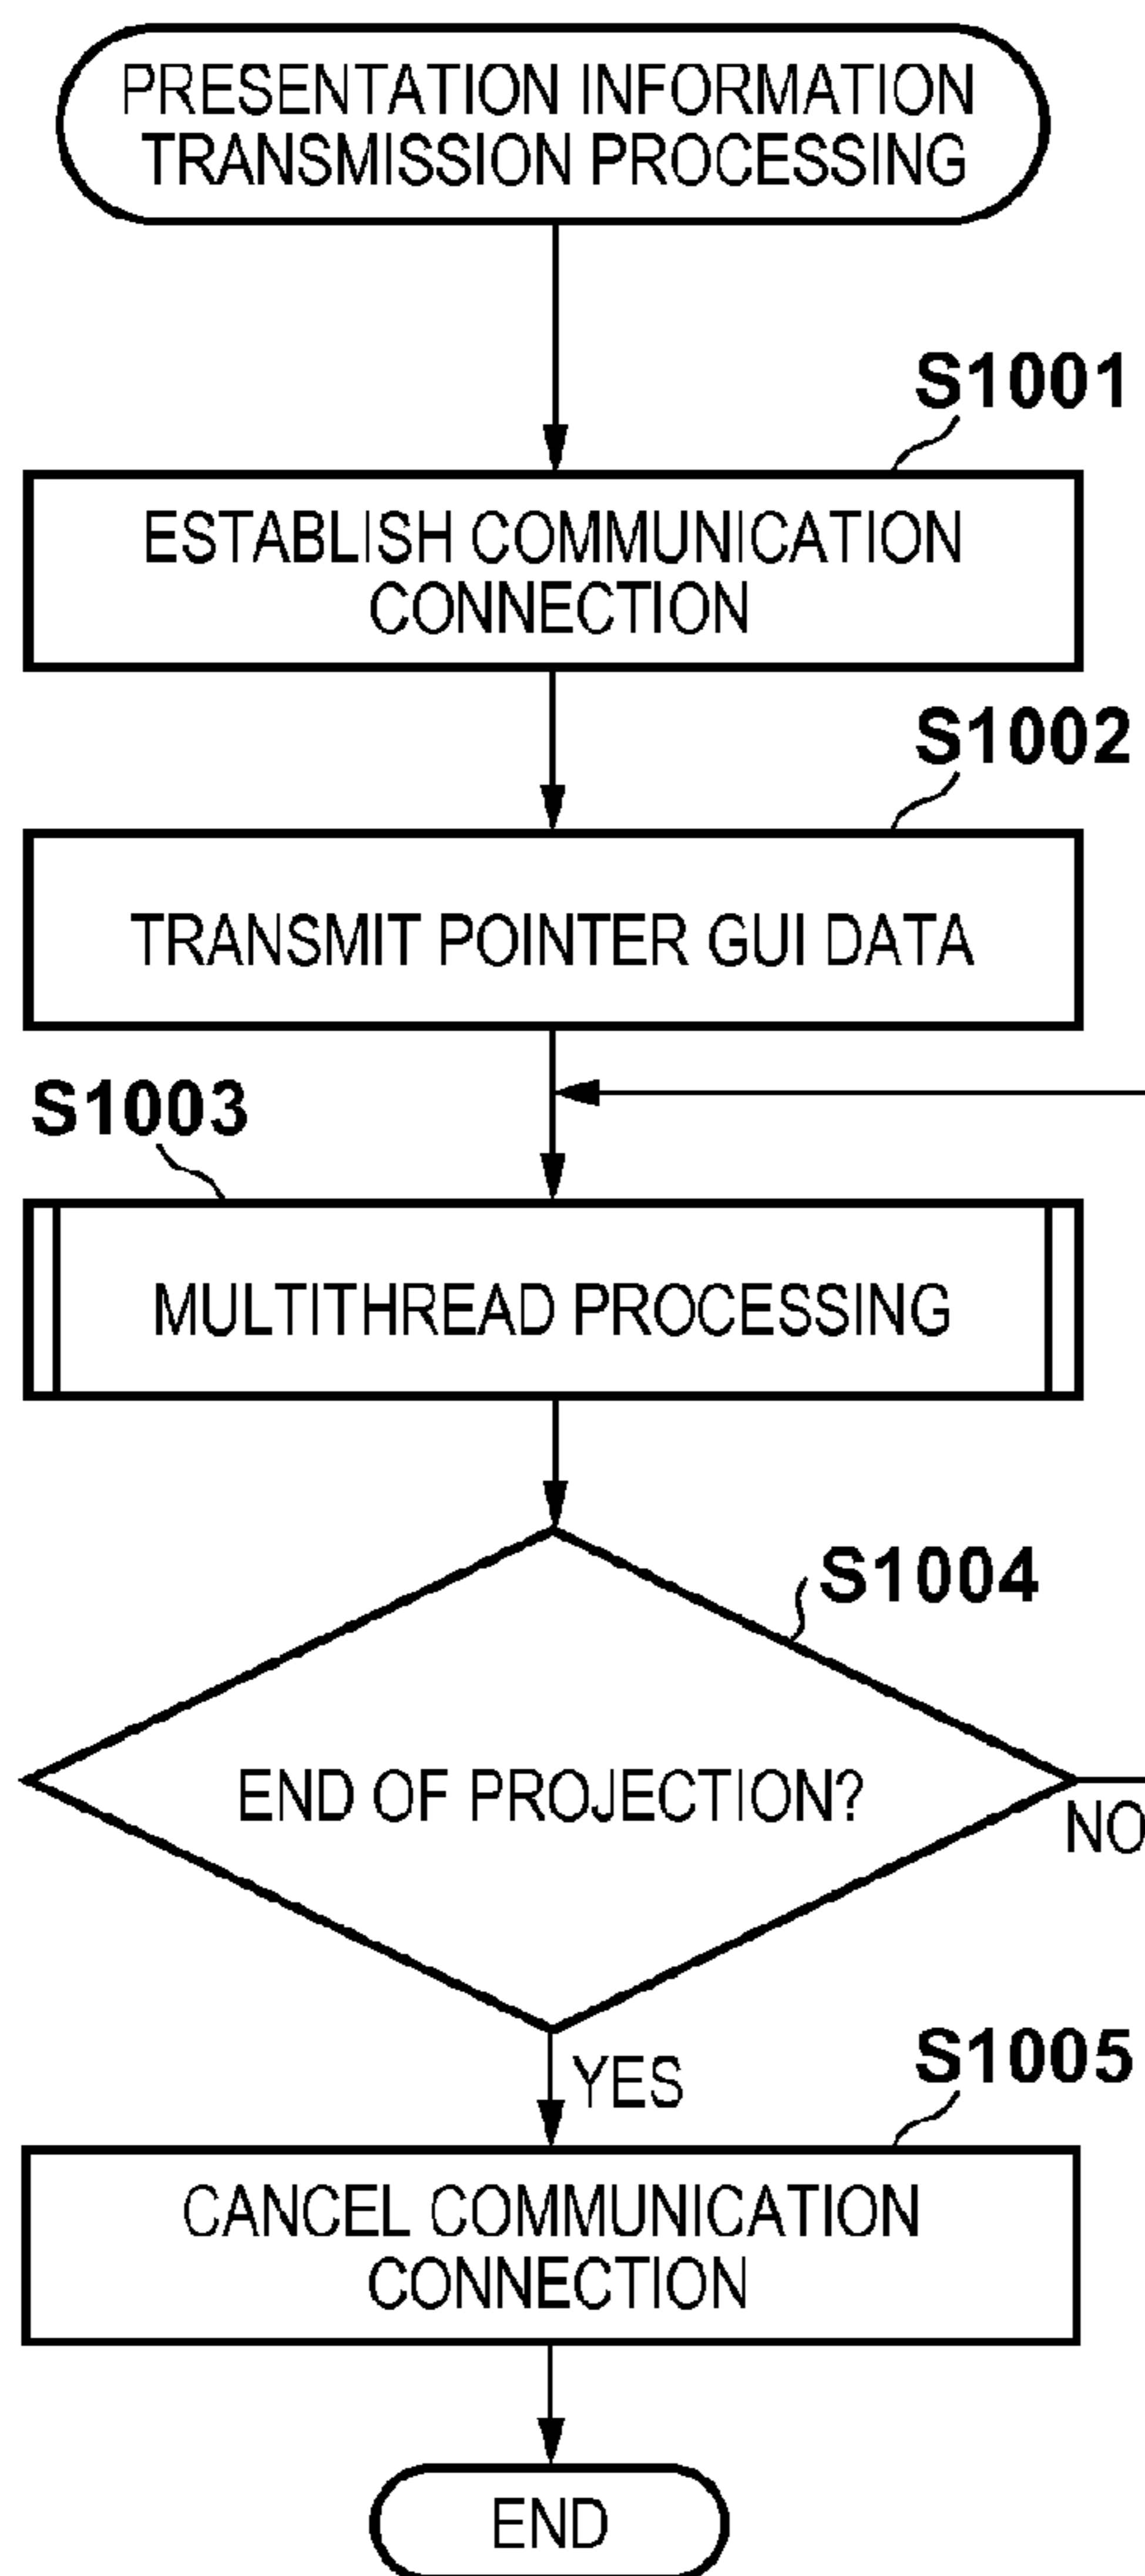 PRESENTATION INFORMATION
TRANSMISSION PROCESSING
S1001
ESTABLISH COMMUNICATION
CONNECTION
S1002
TRANSMIT POINTER GUI DATA
S1003
MULTITHREAD PROCESSING
S1004
END OF PROJECTION?
NO
YES
S1005
CANCEL COMMUNICATION
CONNECTION
END